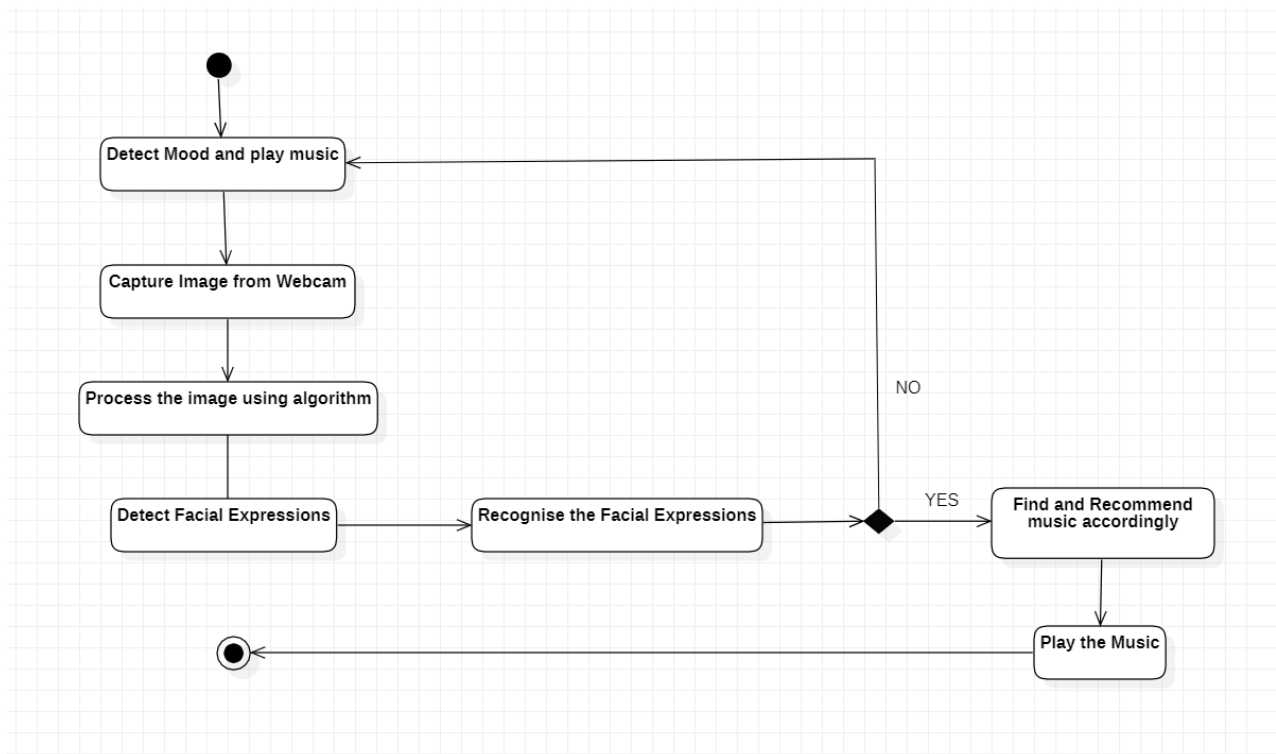 Detect Mood and play music
Capture Image from Webcam
Process the image using algorithm
NO
Detect Facial Expressions
Recognise the Facial Expressions
YES
Find and Recommend
music accordingly
Play the Music